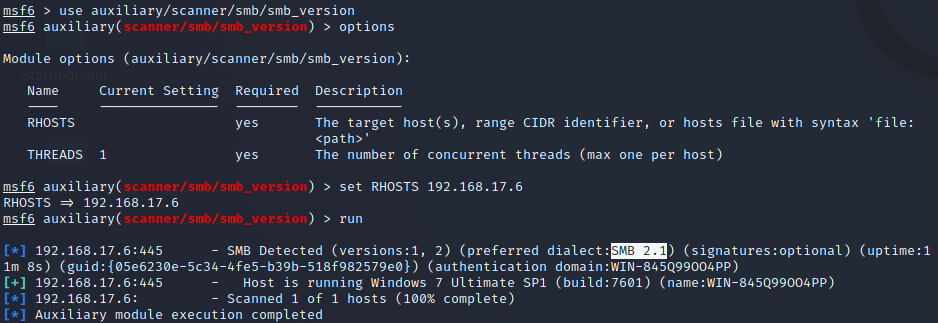 msf6 > use auxiliary/scanner/smb/smb_version
msf6 auxiliary(scanner/smb/smb_version) > options
Module options (auxiliary/scanner/smb/smb_version):
StartingPoint
Name Current Setting Required Description
RHOSTS yes The target host(s), range CIDR identifier, or hosts file with syntax 'file:
<path>'
THREADS 1 yes The number of concurrent threads (max one per host)
msf6 auxiliary(scanner/smb/smb_version) > set RHOSTS 192.168.17.6
RHOSTS ⇒ 192.168.17.6
msf6 auxiliary(scanner/smb/smb_version) > run
[*] 192.168.17.6:445 - SMB Detected (versions:1, 2) (preferred dialect:SMB 2.1) (signatures:optional) (uptime:1
1m 8s) (guid:{05e6230e-5c34-4fe5-b39b-518f982579e0}) (authentication domain:WIN-845Q99OO4PP)
[+] 192.168.17.6:445 - Host is running Windows 7 Ultimate SP1 (build:7601) (name:WIN-845Q99OO4PP)
[*] 192.168.17.6: - Scanned 1 of 1 hosts (100% complete)
[*] Auxiliary module execution completed